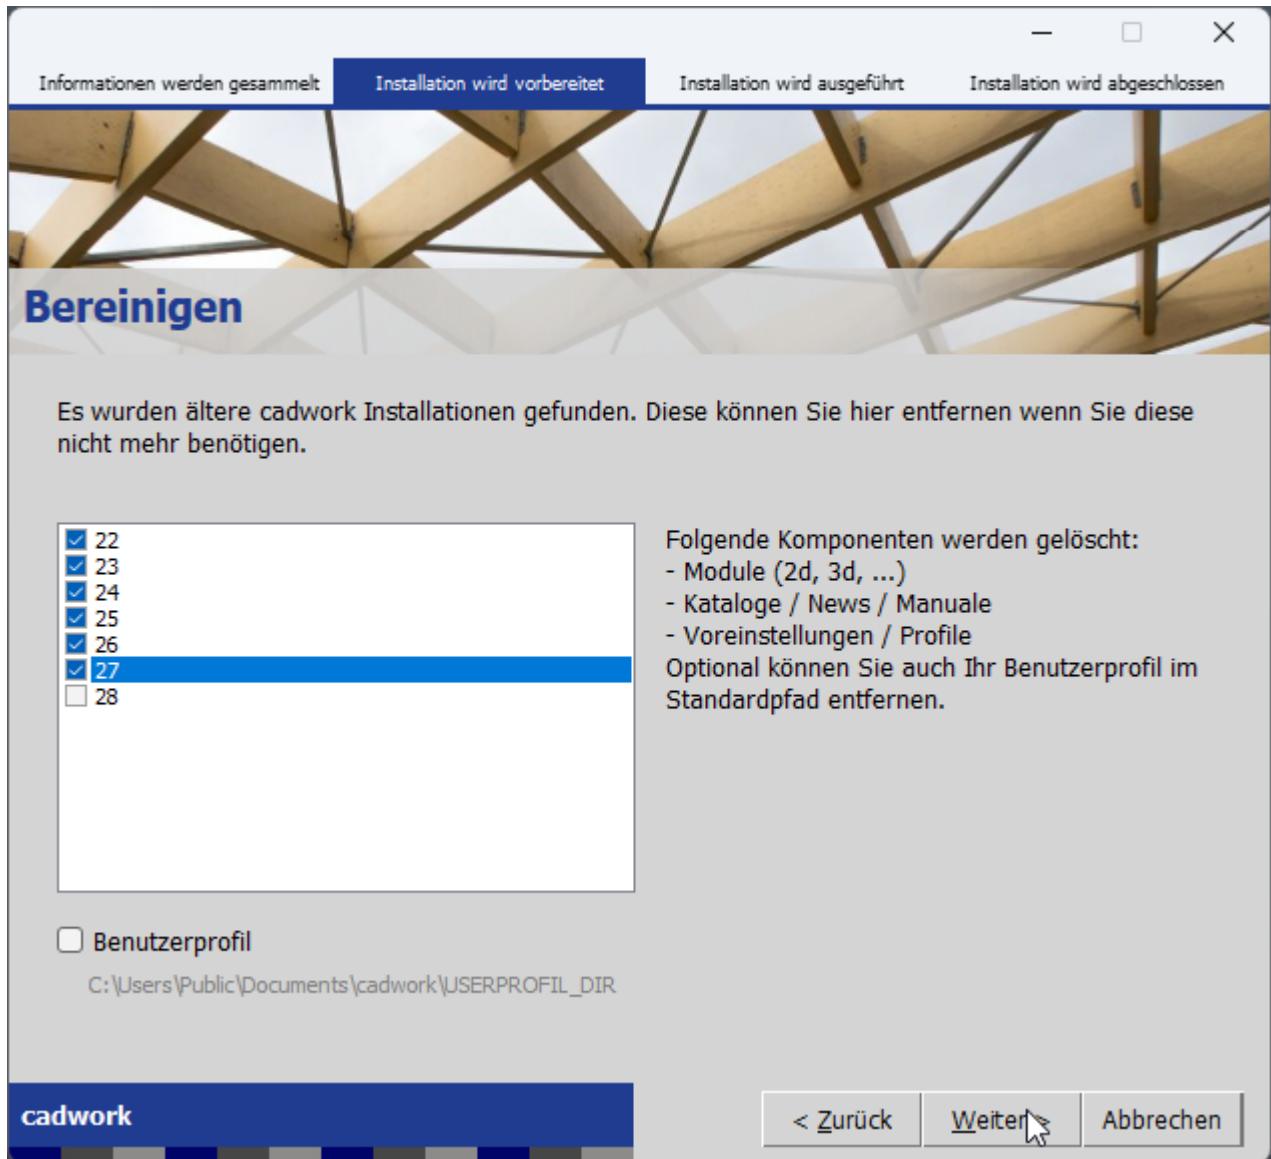 Informationen werden gesammelt Installation wird vorbereitet Installation wird ausgeführt Installation wird abgeschlossen
Bereinigen
Es wurden ältere cadwork Installationen gefunden. Diese können Sie hier entfernen wenn Sie diese
nicht mehr benötigen.
22
23
24
25
26
27
28
Folgende Komponenten werden gelöscht:
- Module (2d, 3d, ...)
- Kataloge / News / Manuale
- Voreinstellungen / Profile
Optional können Sie auch Ihr Benutzerprofil im
Standardpfad entfernen.
Benutzerprofil
C:\Users\Public\Documents\cadwork\USERPROFIL_DIR
cadwork
< Zurück Weiter > Abbrechen